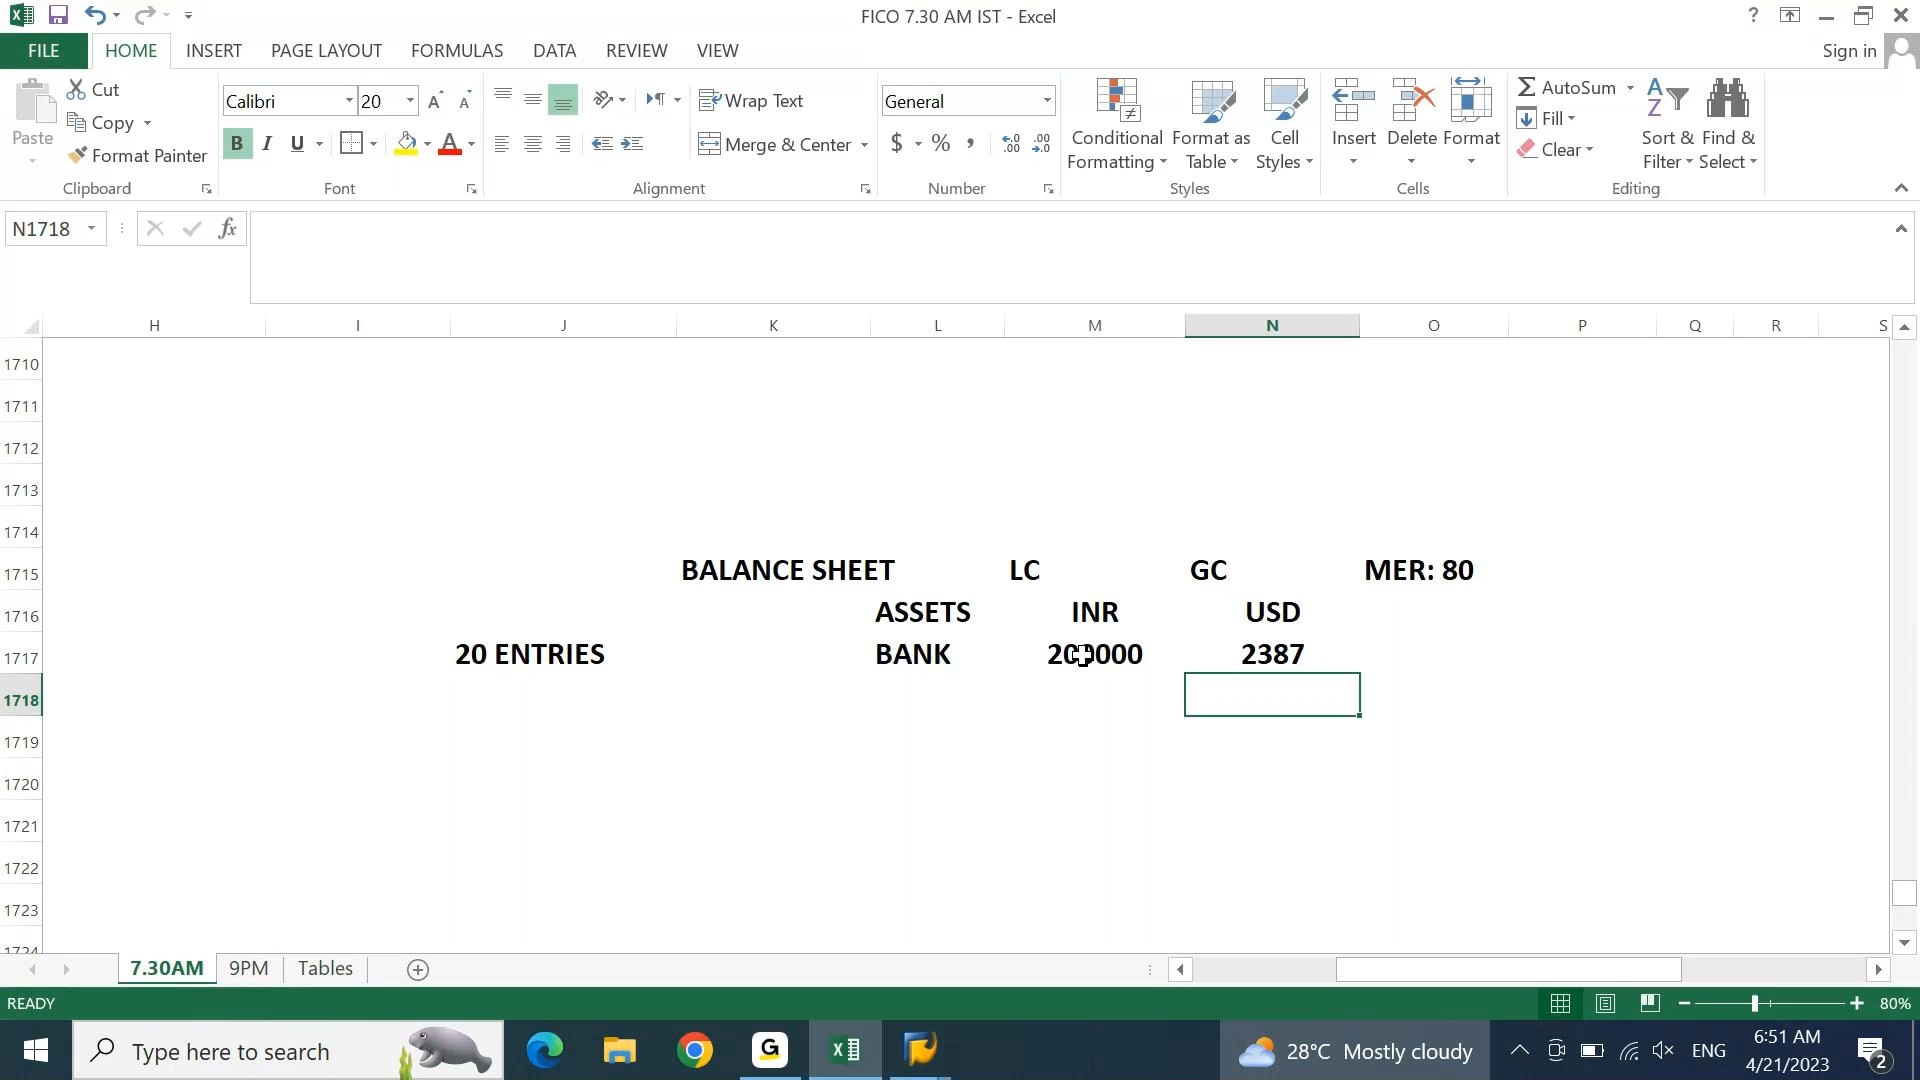 FICO 7.30 AM IST - Excel
?
FILE HOME INSERT PAGE LAYOUT FORMULAS DATA REVIEW VIEW Sign in
Paste Cut Copy Format Painter Clipboard
Calibri 20 B I U Font
Wrap Text Merge & Center Alignment
General $ % , Number
Conditional Formatting Format as Table Cell Styles Styles
Insert Delete Format Cells
AutoSum Fill Clear Sort & Filter Find & Select Editing
N1718 fx
H I J K L M N O P Q R S
1710
1711
1712
1713
1714
1715 BALANCE SHEET LC GC MER: 80
1716 ASSETS INR USD
1717 20 ENTRIES BANK 200000 2387
1718
1719
1720
1721
1722
1723
1724
7.30AM 9PM Tables
READY 80%
Type here to search 28°C Mostly cloudy ENG 6:51 AM
4/21/2023 2